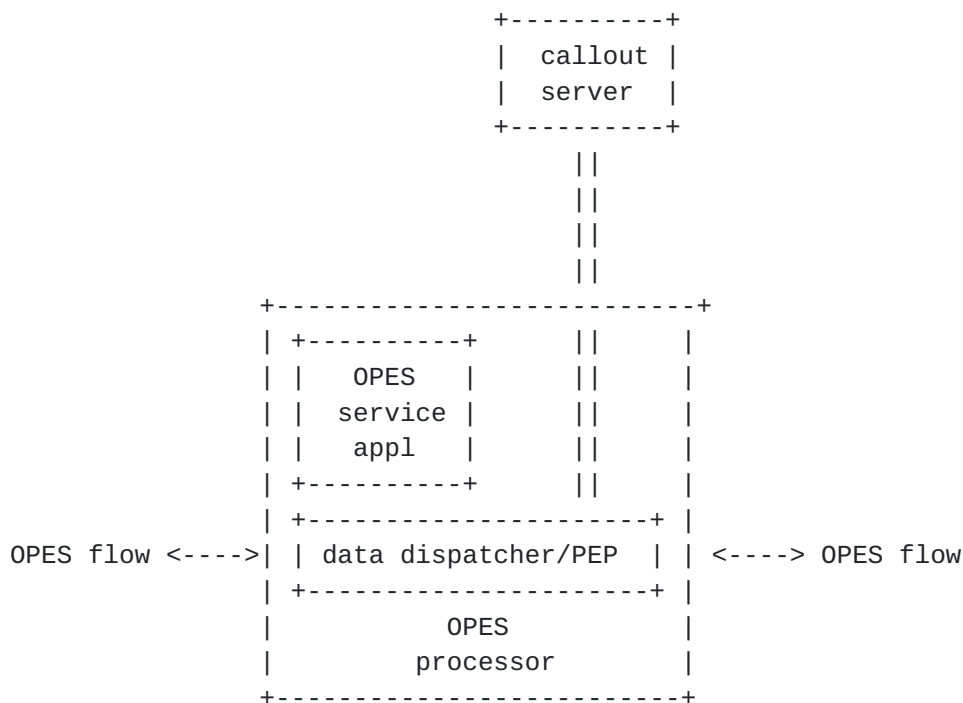 callout
server
OPES
service
appl
OPES flow <----> data dispatcher/PEP <----> OPES flow
OPES
processor